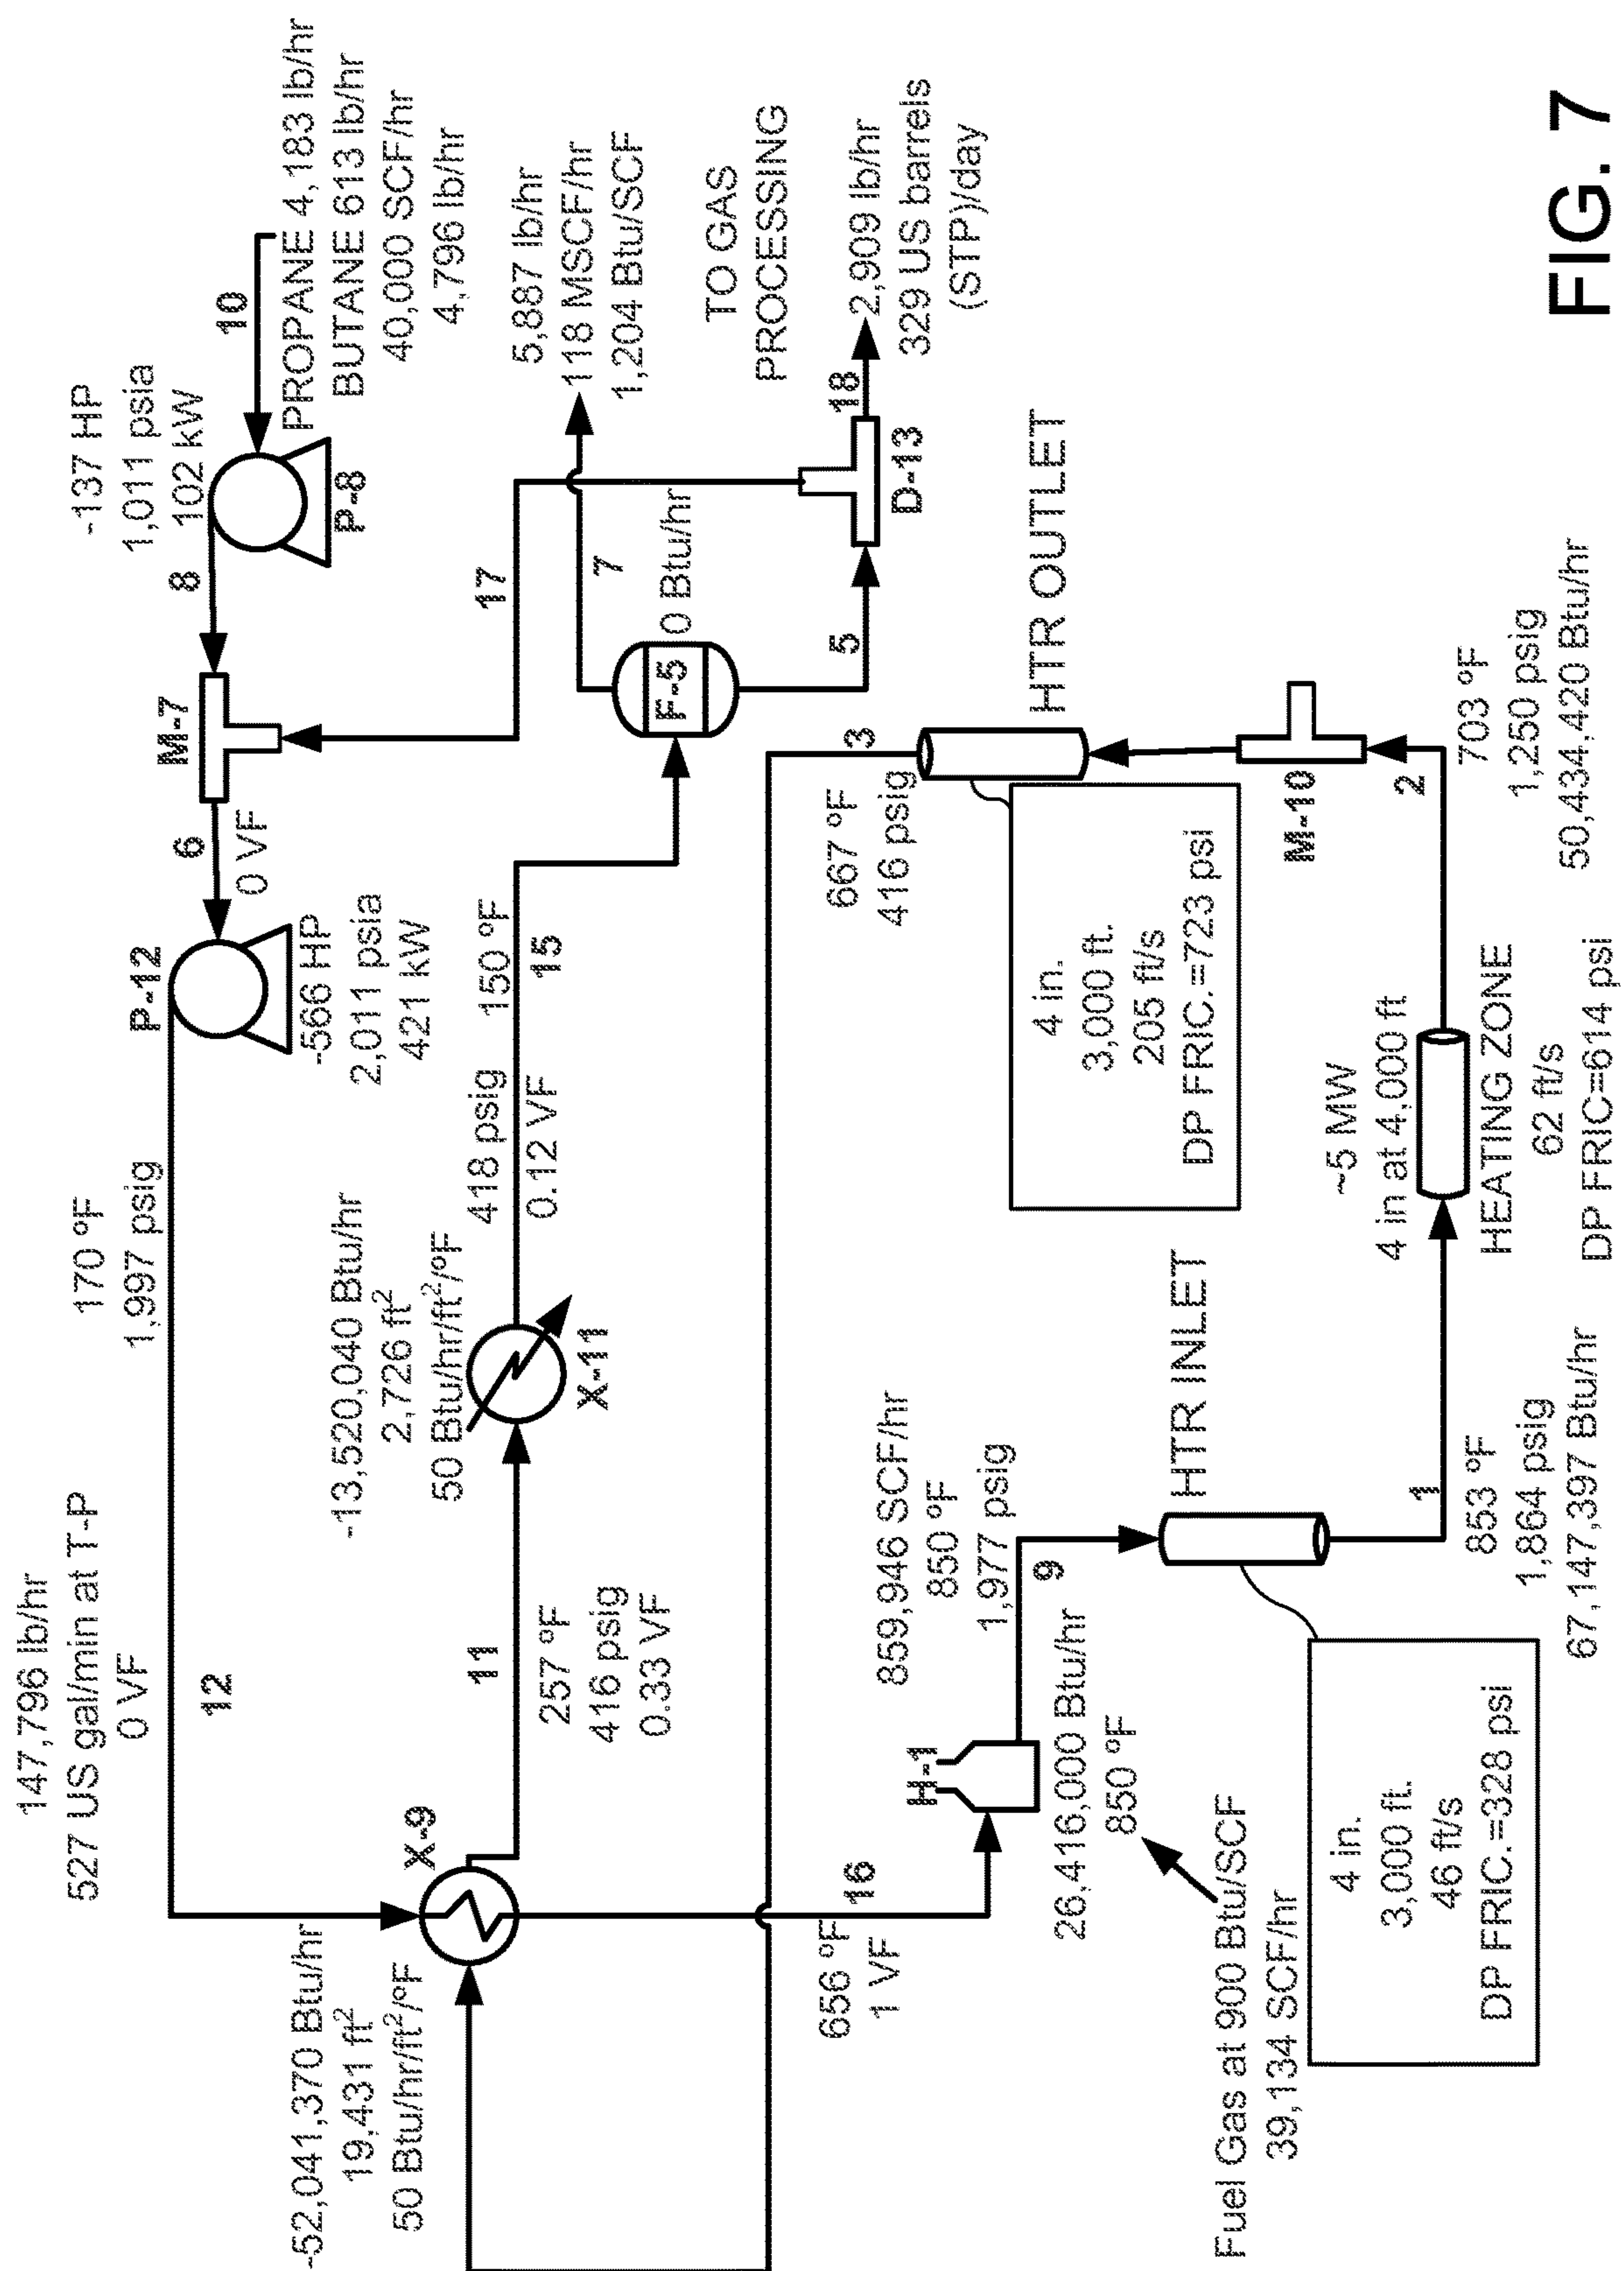 147,796 lb/hr
527 US gal/min at T-P
0 VF
12
170 ºF
1,997 psig
P-12
-566 HP
2,011 psia
421 kW
6
0 VF
M-7
8
-137 HP
1,011 psia
102 kW
P-8
10
PROPANE 4,183 lb/hr
BUTANE 613 lb/hr
40,000 SCF/hr
4,796 lb/hr
-52,041,370 Btu/hr
19,431 ft²
50 Btu/hr/ft²/ºF
X-9
11
257 ºF
416 psig
0.33 VF
-13,520,040 Btu/hr
2,726 ft²
50 Btu/hr/ft²/ºF
X-11
418 psig
0.12 VF
150 ºF
15
17
7
F-5
0 Btu/hr
5,887 lb/hr
118 MSCF/hr
1,204 Btu/SCF
TO GAS
PROCESSING
5
D-13
18
2,909 lb/hr
329 US barrels
(STP)/day
656 ºF
1 VF
16
H-1
26,416,000 Btu/hr
850 ºF
Fuel Gas at 900 Btu/SCF
39,134 SCF/hr
859,946 SCF/hr
850 ºF
1,977 psig
9
HTR INLET
4 in.
3,000 ft.
46 ft/s
DP FRIC.=328 psi
1
853 ºF
1,864 psig
67,147,397 Btu/hr
~5 MW
4 in at 4,000 ft
HEATING ZONE
62 ft/s
DP FRIC=614 psi
2
703 ºF
1,250 psig
50,434,420 Btu/hr
M-10
HTR OUTLET
3
667 ºF
416 psig
4 in.
3,000 ft.
205 ft/s
DP FRIC.=723 psi
FIG. 7